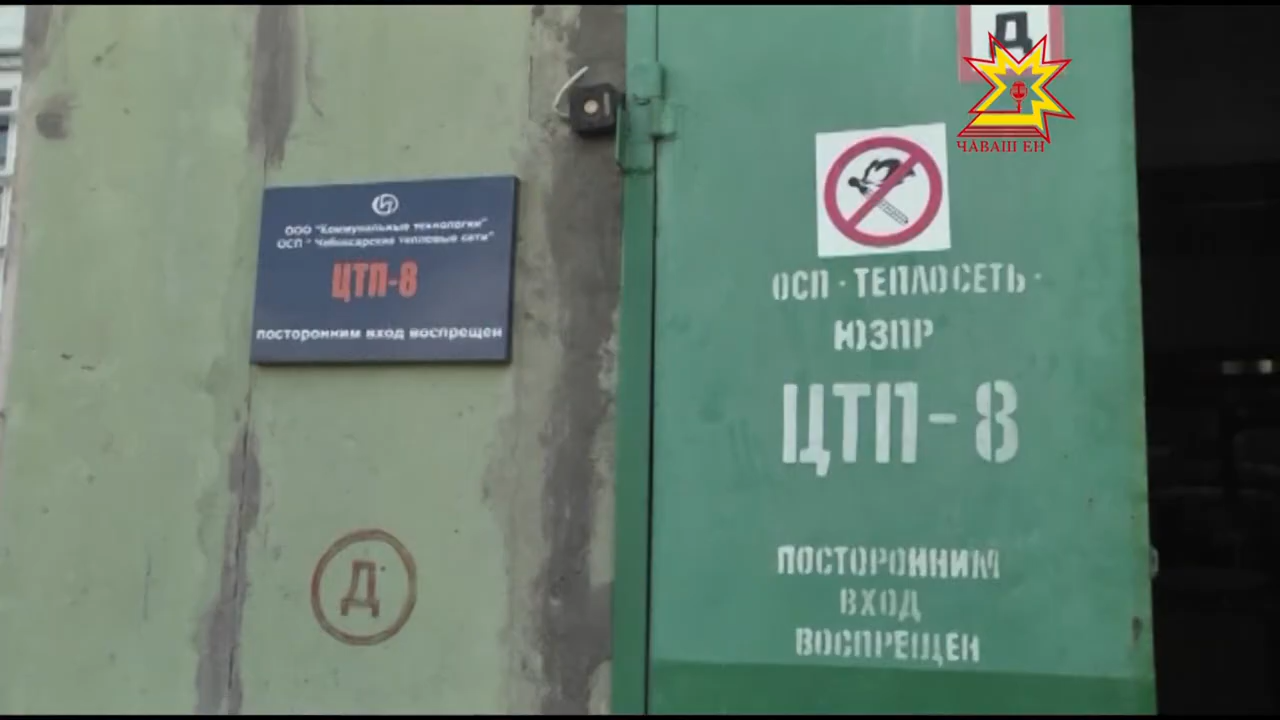 ООО "Коммунальные технологии"
ОСП " Чебоксарские тепловые сети"
ЦТП-8
посторонним вход воспрещен
Д
Д
ЧĂВАШ ЕН
ОСП · ТЕПЛОСЕТЬ ·
ЮЗПР
ЦТП-8
ПОСТОРОННИМ
ВХОД
ВОСПРЕЩЕН